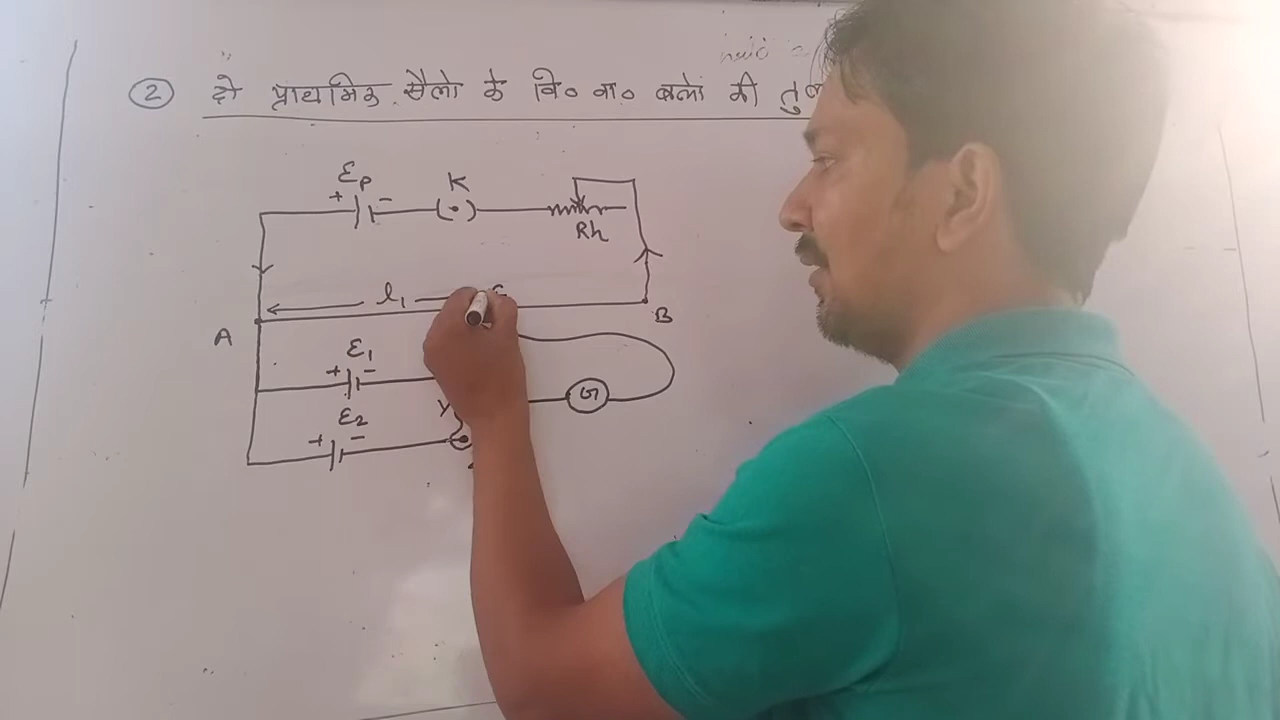 ② दो प्राथमिक सैलो के वि० वा० बलों की
Ep
+ - K
Rh
l₁ C
A B
E₁
+ -
E₂ Y
+ -
G